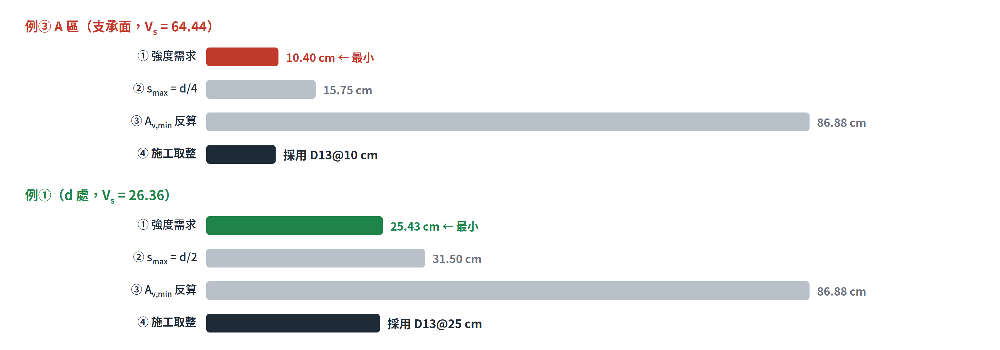 例③ A 區（支承面，Vs = 64.44）
① 強度需求 10.40 cm ← 最小
② smax = d/4 15.75 cm
③ Av,min 反算 86.88 cm
④ 施工取整 採用 D13@10 cm
例①（d 處，Vs = 26.36）
① 強度需求 25.43 cm ← 最小
② smax = d/2 31.50 cm
③ Av,min 反算 86.88 cm
④ 施工取整 採用 D13@25 cm